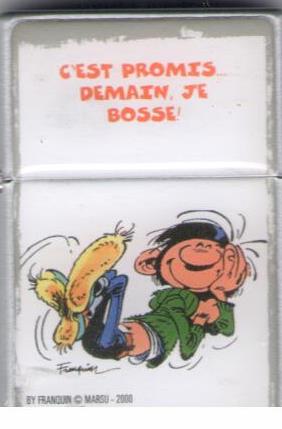 C'EST PROMIS...
DEMAIN, JE
BOSSE!
Franquin
BY FRANQUIN © MARSU - 2000